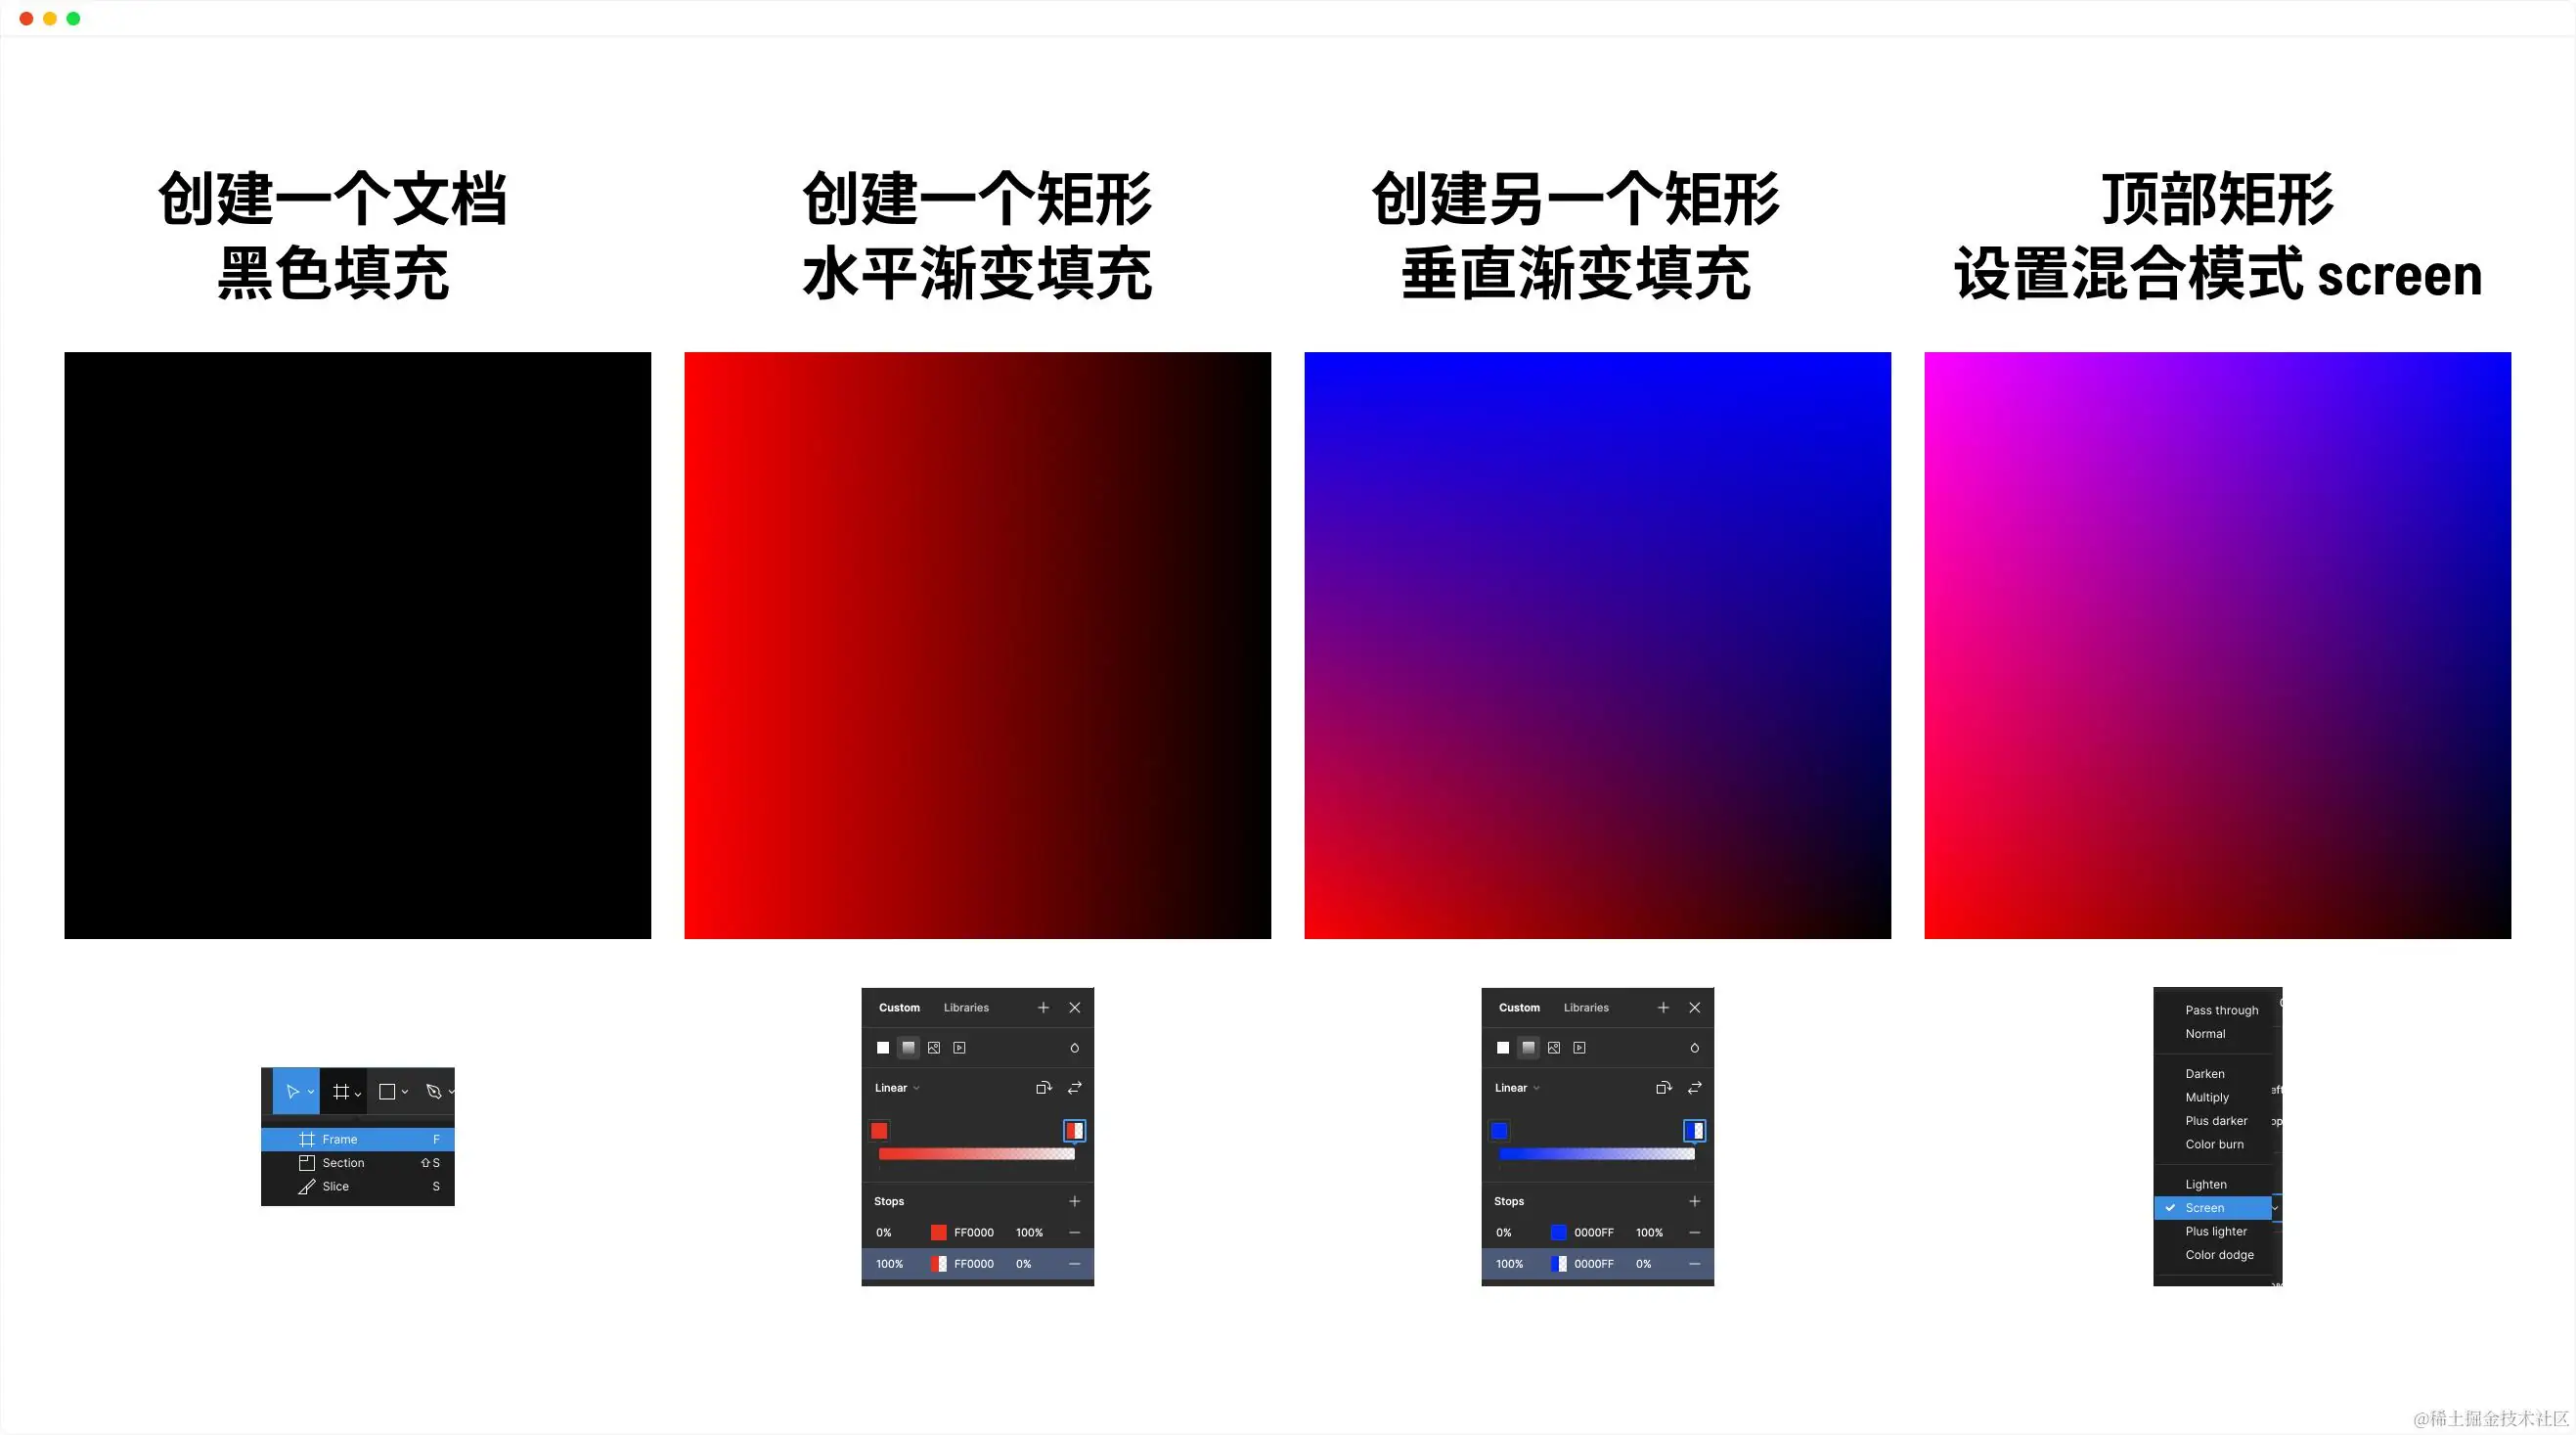 创建一个文档
黑色填充
创建一个矩形
水平渐变填充
创建另一个矩形
垂直渐变填充
顶部矩形
设置混合模式 screen
Frame F
Section ⇧S
Slice S
Custom Libraries
Linear
Stops
0% FF0000 100%
100% FF0000 0%
Custom Libraries
Linear
Stops
0% 0000FF 100%
100% 0000FF 0%
Pass through
Normal
Darken
Multiply
Plus darker
Color burn
Lighten
Screen
Plus lighter
Color dodge
@稀土掘金技术社区